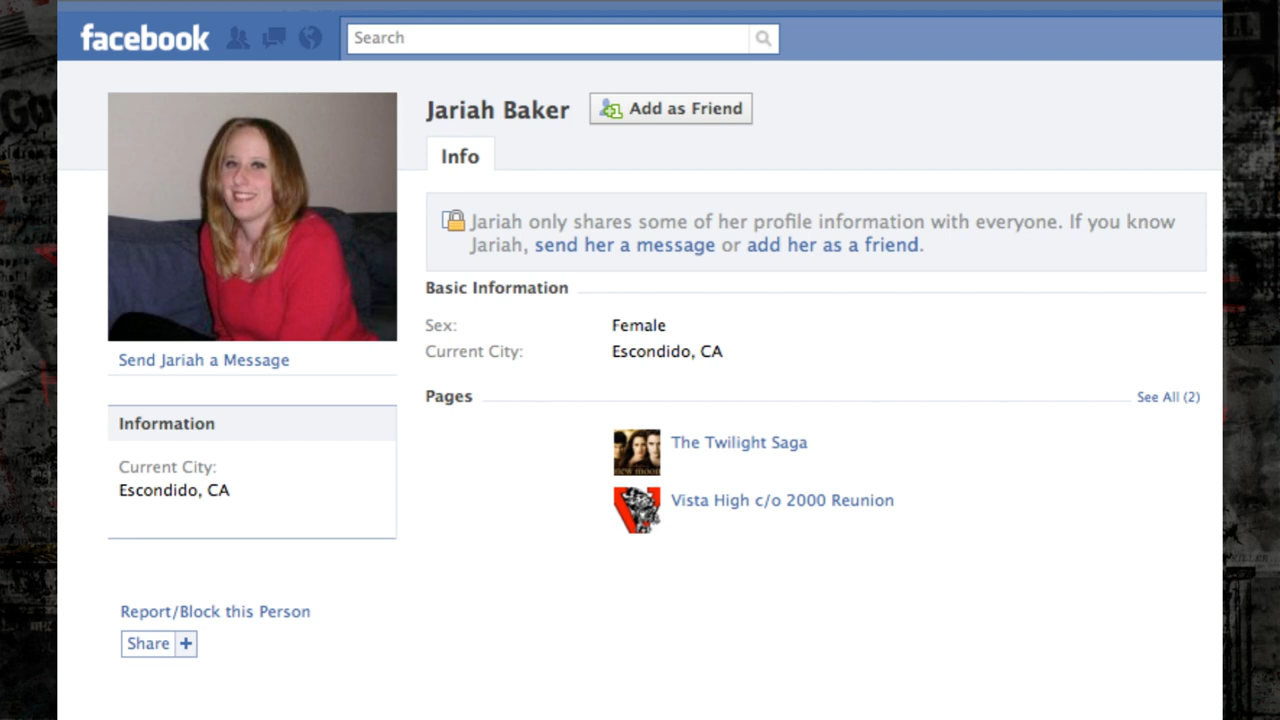 facebook
Search
Jariah Baker
Add as Friend
Info
Jariah only shares some of her profile information with everyone. If you know
Jariah, send her a message or add her as a friend.
Basic Information
Sex: Female
Current City: Escondido, CA
Send Jariah a Message
Pages
See All (2)
Information
Current City:
Escondido, CA
The Twilight Saga
new moon
Vista High c/o 2000 Reunion
Report/Block this Person
Share +